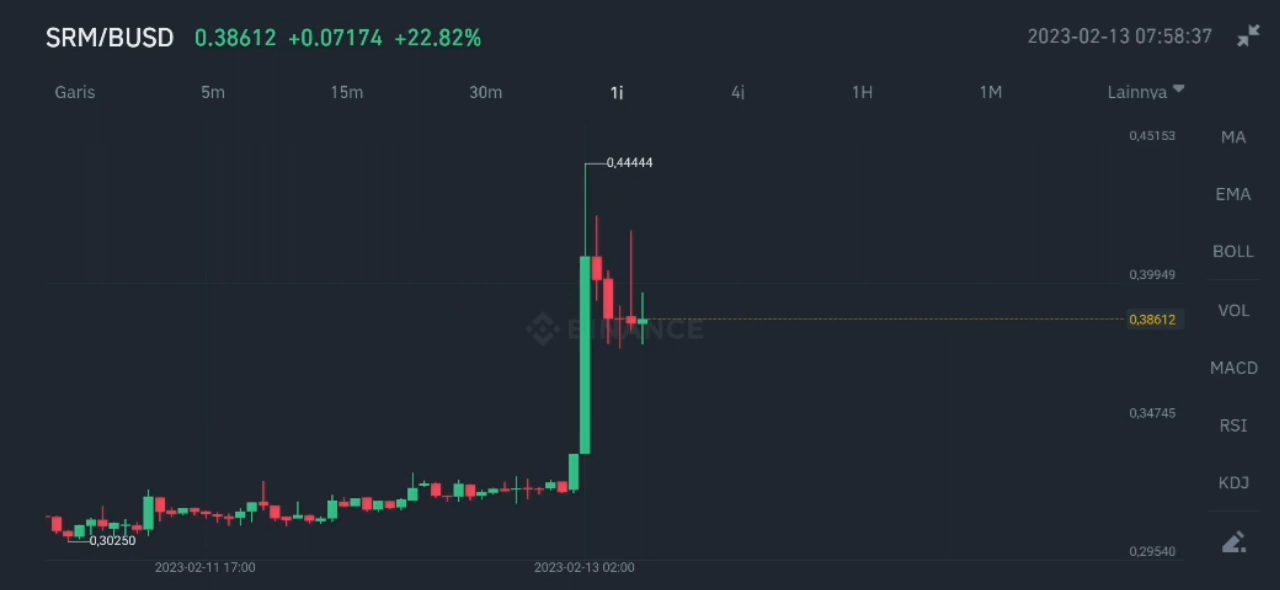 SRM/BUSD 0.38612 +0.07174 +22.82% 2023-02-13 07:58:37
Garis 5m 15m 30m 1j 4j 1H 1M Lainnya
0,45153
MA
0,44444
EMA
BOLL
0,39949
VOL
0,38612
BINANCE
MACD
0,34745
RSI
KDJ
0,30250
0,29540
2023-02-11 17:00 2023-02-13 02:00